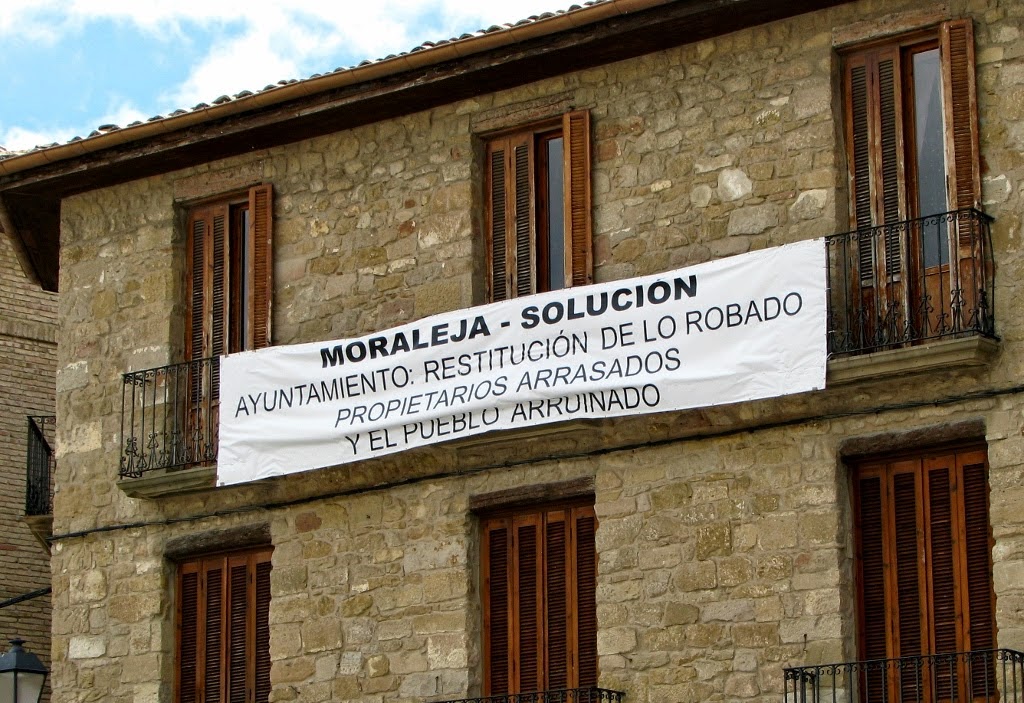 MORALEJA - SOLUCIÓN
AYUNTAMIENTO: RESTITUCIÓN DE LO ROBADO
PROPIETARIOS ARRASADOS
Y EL PUEBLO ARRUINADO